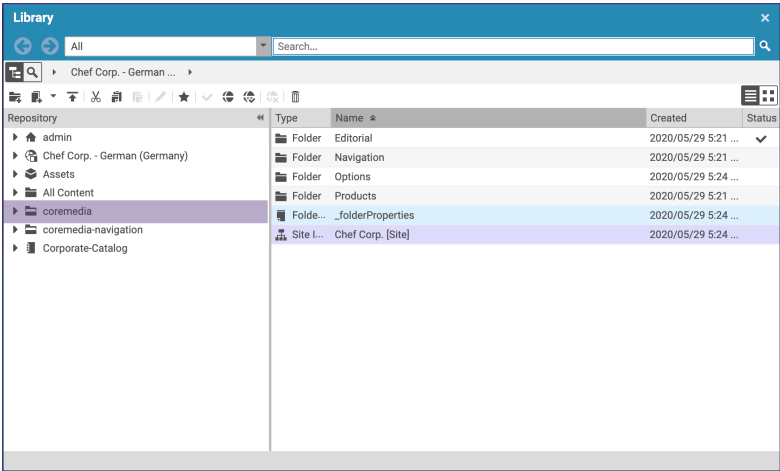 Library
All
Search...
Chef Corp. - German ...
Repository
Type Name Created Status
admin
Chef Corp. - German (Germany)
Assets
All Content
coremedia
coremedia-navigation
Corporate-Catalog
Folder Editorial 2020/05/29 5:21 ...
Folder Navigation 2020/05/29 5:21 ...
Folder Options 2020/05/29 5:24 ...
Folder Products 2020/05/29 5:21 ...
Folde... _folderProperties 2020/05/29 5:24 ...
Site I... Chef Corp. [Site] 2020/05/29 5:24 ...